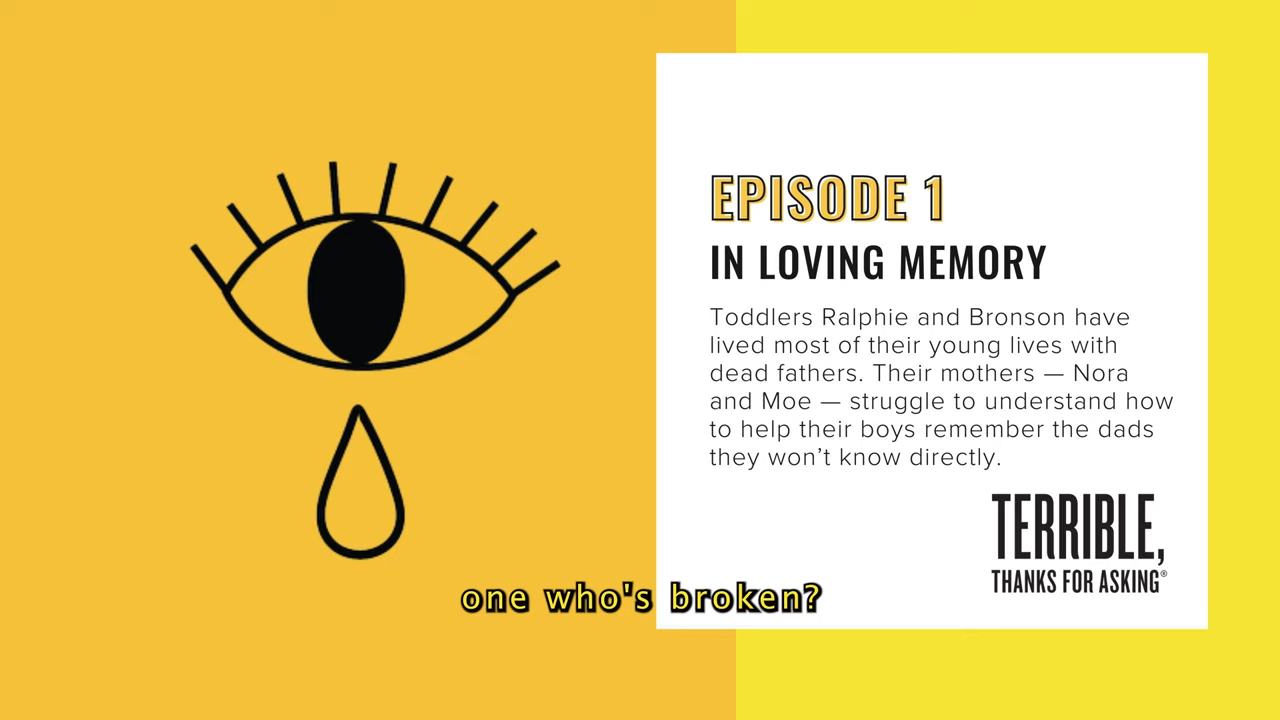 EPISODE 1
IN LOVING MEMORY
Toddlers Ralphie and Bronson have
lived most of their young lives with
dead fathers. Their mothers — Nora
and Moe — struggle to understand how
to help their boys remember the dads
they won’t know directly.
TERRIBLE,
THANKS FOR ASKING®
one who's broken?